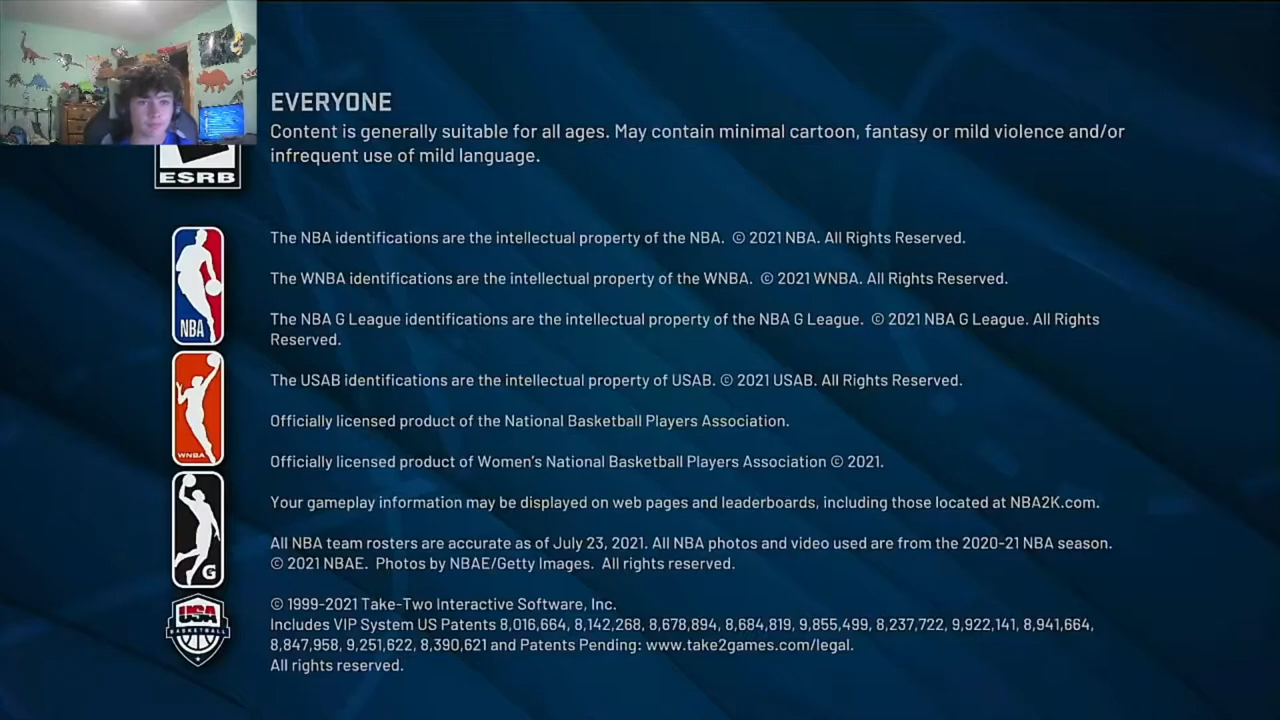 EVERYONE
Content is generally suitable for all ages. May contain minimal cartoon, fantasy or mild violence and/or
infrequent use of mild language.
ESRB
The NBA identifications are the intellectual property of the NBA. © 2021 NBA. All Rights Reserved.
The WNBA identifications are the intellectual property of the WNBA. © 2021 WNBA. All Rights Reserved.
The NBA G League identifications are the intellectual property of the NBA G League. © 2021 NBA G League. All Rights
Reserved.
NBA
The USAB identifications are the intellectual property of USAB. © 2021 USAB. All Rights Reserved.
Officially licensed product of the National Basketball Players Association.
WNBA
Officially licensed product of Women's National Basketball Players Association © 2021.
Your gameplay information may be displayed on web pages and leaderboards, including those located at NBA2K.com.
All NBA team rosters are accurate as of July 23, 2021. All NBA photos and video used are from the 2020-21 NBA season.
© 2021 NBAE. Photos by NBAE/Getty Images. All rights reserved.
G
© 1999-2021 Take-Two Interactive Software, Inc.
Includes VIP System US Patents 8,016,664, 8,142,268, 8,678,894, 8,684,819, 9,855,499, 8,237,722, 9,922,141, 8,941,664,
8,847,958, 9,251,622, 8,390,621 and Patents Pending: www.take2games.com/legal.
All rights reserved.
USA
BASKETBALL